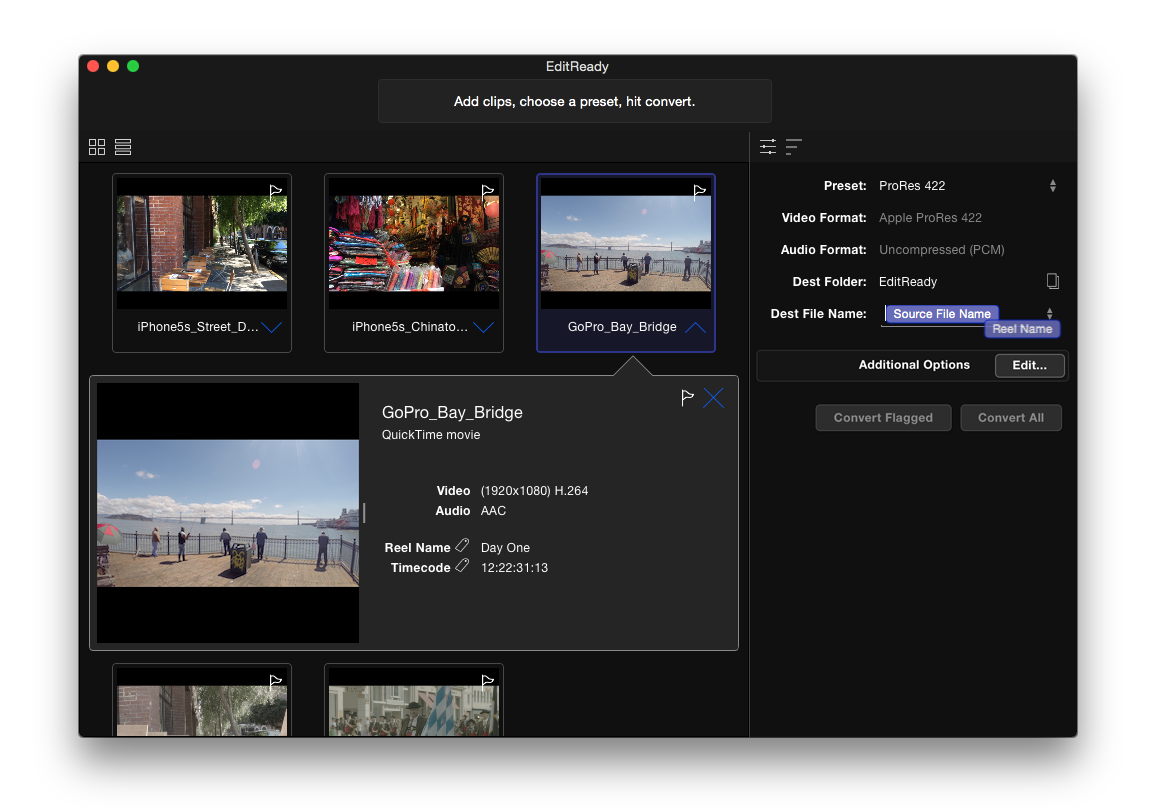 EditReady
Add clips, choose a preset, hit convert.
iPhone5s_Street_D...
iPhone5s_Chinato...
GoPro_Bay_Bridge
GoPro_Bay_Bridge
QuickTime movie
Video (1920x1080) H.264
Audio AAC
Reel Name Day One
Timecode 12:22:31:13
Preset: ProRes 422
Video Format: Apple ProRes 422
Audio Format: Uncompressed (PCM)
Dest Folder: EditReady
Dest File Name: Source File Name
Reel Name
Additional Options Edit...
Convert Flagged Convert All